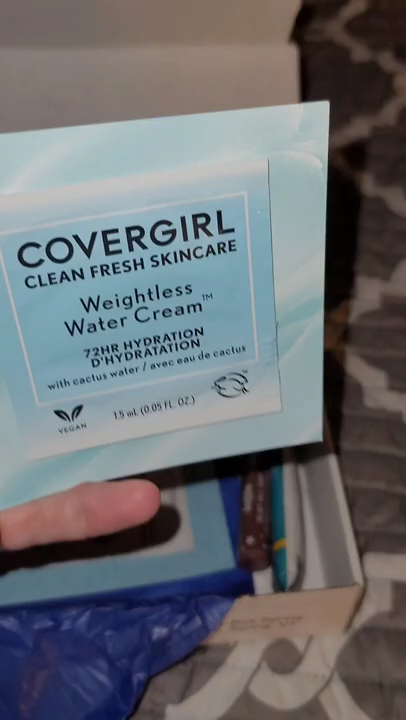 COVERGIRL
CLEAN FRESH SKINCARE
Weightless
Water Cream™
72HR HYDRATION
D'HYDRATATION
with cactus water / avec eau de cactus
VEGAN
1.5 mL (0.05 FL. OZ.)